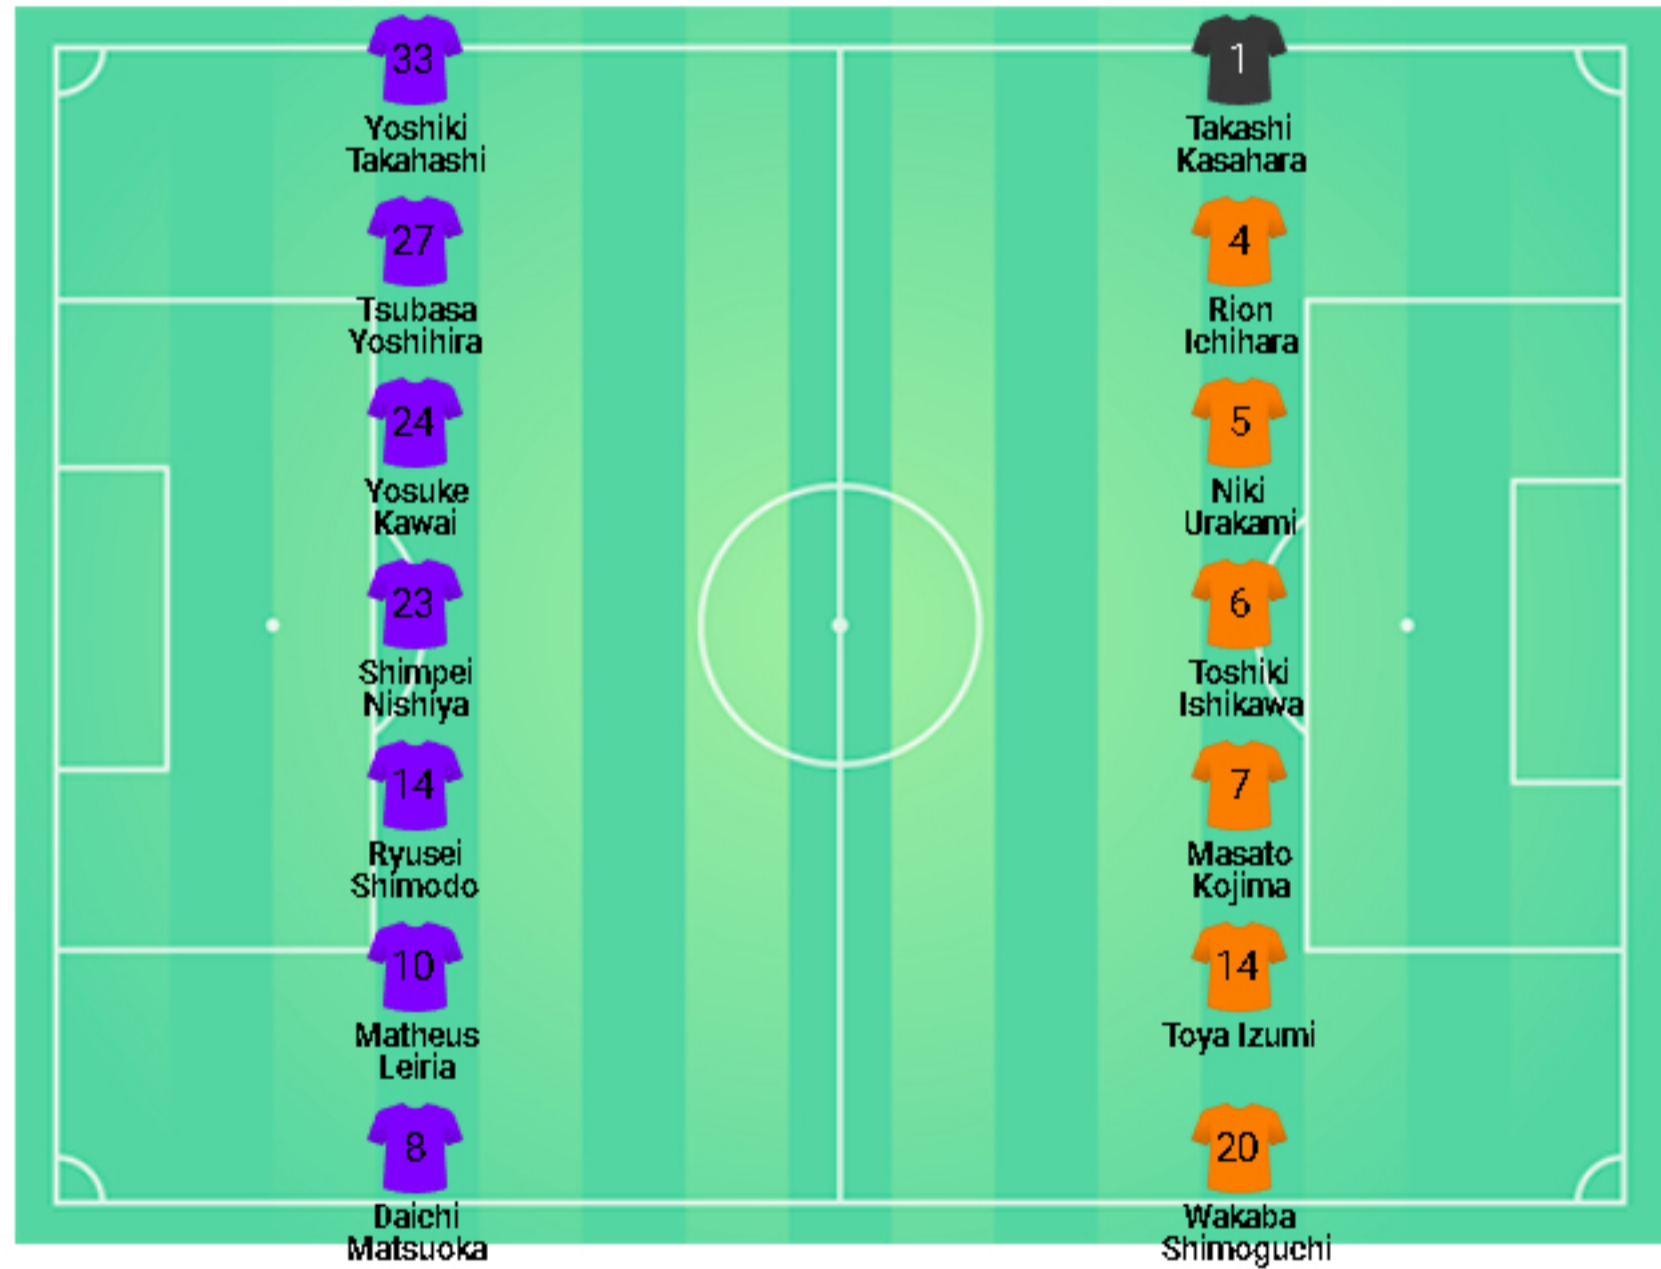 33
Yoshiki
Takahashi
27
Tsubasa
Yoshihira
24
Yosuke
Kawai
23
Shimpei
Nishiya
14
Ryusei
Shimodo
10
Matheus
Leiria
8
Daichi
Matsuoka
1
Takashi
Kasahara
4
Rion
Ichihara
5
Niki
Urakami
6
Toshiki
Ishikawa
7
Masato
Kojima
14
Toya Izumi
20
Wakaba
Shimoguchi